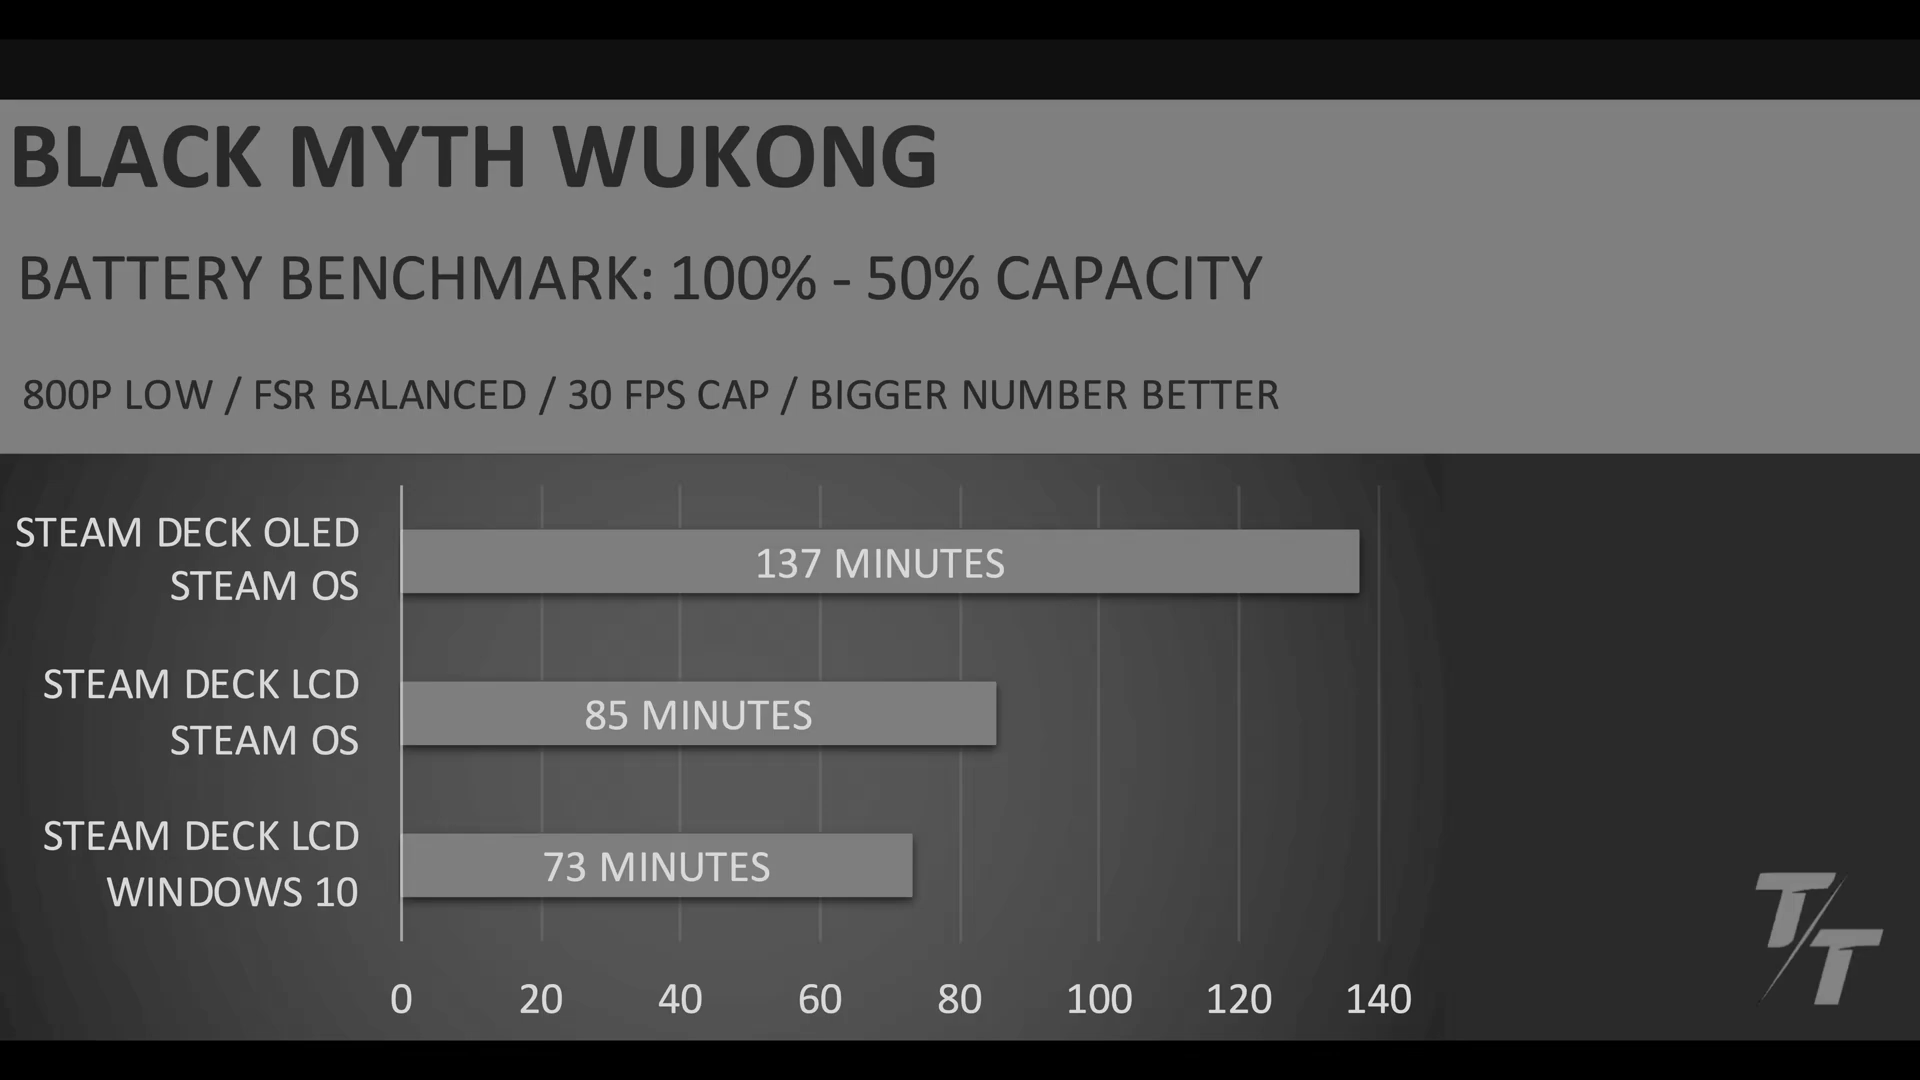 BLACK MYTH WUKONG
BATTERY BENCHMARK: 100% - 50% CAPACITY
800P LOW / FSR BALANCED / 30 FPS CAP / BIGGER NUMBER BETTER
STEAM DECK OLED
STEAM OS
137 MINUTES
STEAM DECK LCD
STEAM OS
85 MINUTES
STEAM DECK LCD
WINDOWS 10
73 MINUTES
0 20 40 60 80 100 120 140
T/T